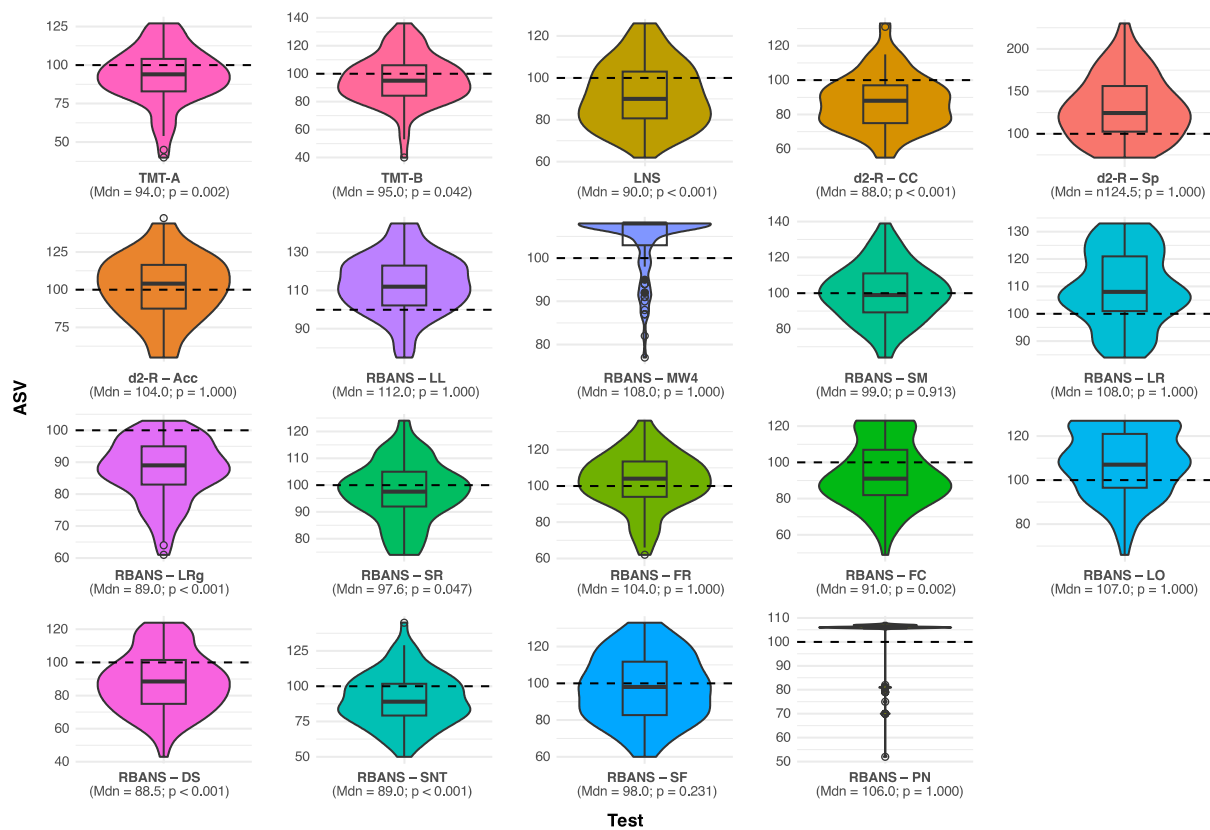 125
100
75
50
TMT-A
(Mdn = 94.0; p = 0.002)
140
120
100
80
60
40
TMT-B
(Mdn = 95.0; p = 0.042)
120
100
80
60
LNS
(Mdn = 90.0; p < 0.001)
120
100
80
60
d2-R – CC
(Mdn = 88.0; p < 0.001)
200
150
100
d2-R – Sp
(Mdn = n124.5; p = 1.000)
125
100
75
d2-R – Acc
(Mdn = 104.0; p = 1.000)
130
110
90
RBANS – LL
(Mdn = 112.0; p = 1.000)
100
90
80
RBANS – MW4
(Mdn = 108.0; p = 1.000)
140
120
100
80
RBANS – SM
(Mdn = 99.0; p = 0.913)
130
120
110
100
90
RBANS – LR
(Mdn = 108.0; p = 1.000)
ASV
100
90
80
70
60
RBANS – LRg
(Mdn = 89.0; p < 0.001)
120
110
100
90
80
RBANS – SR
(Mdn = 97.6; p = 0.047)
120
100
80
60
RBANS – FR
(Mdn = 104.0; p = 1.000)
120
100
80
60
RBANS – FC
(Mdn = 91.0; p = 0.002)
120
100
80
RBANS – LO
(Mdn = 107.0; p = 1.000)
120
100
80
60
40
RBANS – DS
(Mdn = 88.5; p < 0.001)
125
100
75
50
RBANS – SNT
(Mdn = 89.0; p < 0.001)
120
100
80
60
RBANS – SF
(Mdn = 98.0; p = 0.231)
110
100
90
80
70
60
50
RBANS – PN
(Mdn = 106.0; p = 1.000)
Test